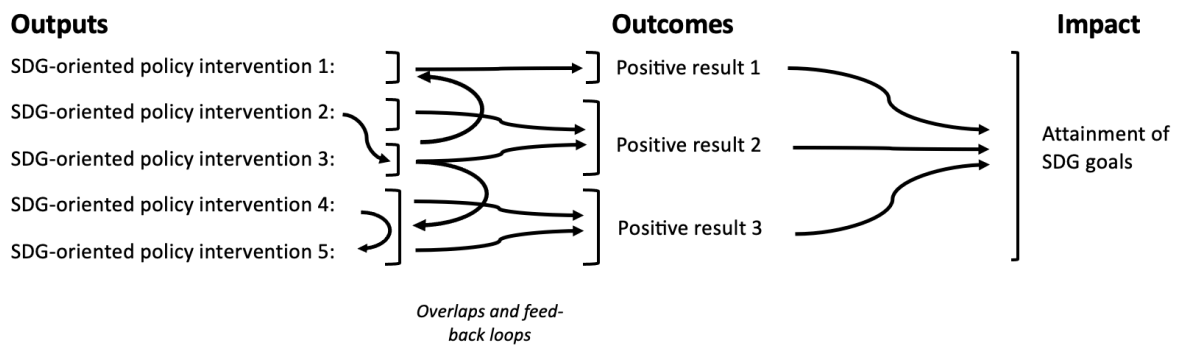 Outputs
Outcomes
Impact
SDG-oriented policy intervention 1:
Positive result 1
SDG-oriented policy intervention 2:
SDG-oriented policy intervention 3:
Positive result 2
Attainment of
SDG goals
SDG-oriented policy intervention 4:
Positive result 3
SDG-oriented policy intervention 5:
Overlaps and feed-
back loops